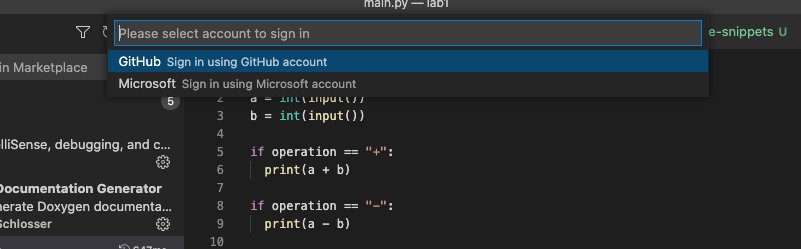 main.py — lab1
Please select account to sign in
e-snippets U
GitHub Sign in using GitHub account
in Marketplace
Microsoft Sign in using Microsoft account
5
2 a = int(input())
3 b = int(input())
4
lliSense, debugging, and c...
5 if operation == "+":
6 print(a + b)
7
Documentation Generator
nerate Doxygen documenta...
8 if operation == "-":
Schlosser
9 print(a - b)
10